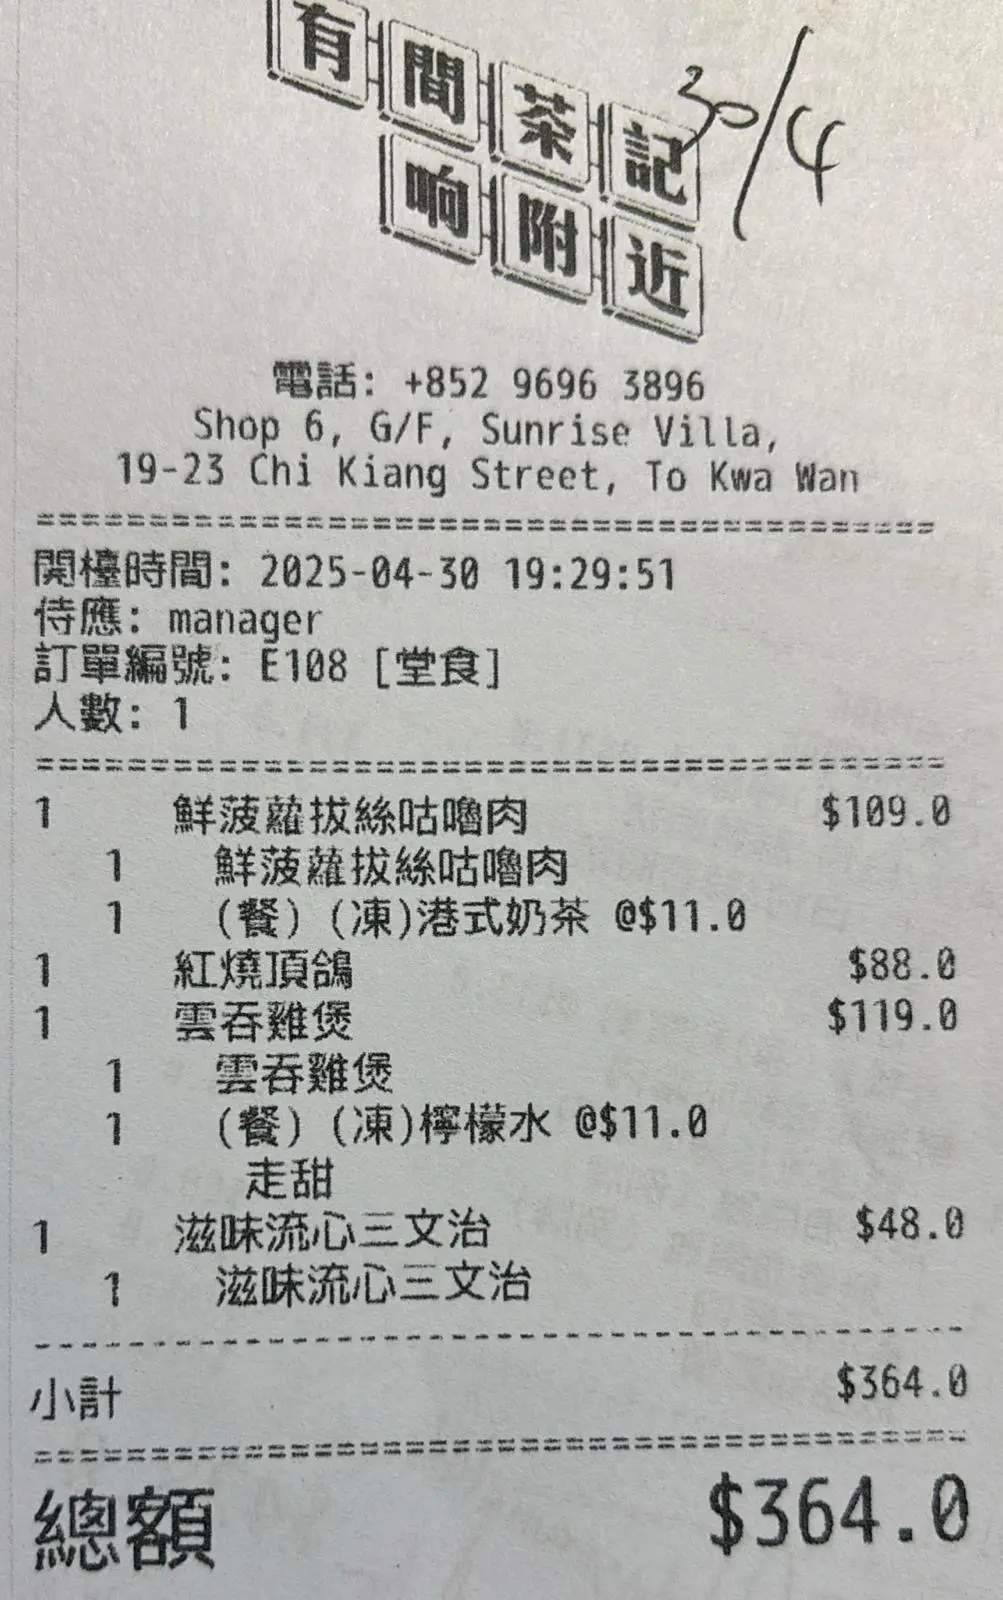 有間茶記
30/4
响附近
電話: +852 9696 3896
Shop 6, G/F, Sunrise Villa,
19-23 Chi Kiang Street, To Kwa Wan
========================================
開檯時間: 2025-04-30 19:29:51
侍應: manager
訂單編號: E108 [堂食]
人數: 1
========================================
1 鮮菠蘿拔絲咕嚕肉 $109.0
1 鮮菠蘿拔絲咕嚕肉
1 (餐) (凍)港式奶茶 @$11.0
1 紅燒頂鴿 $88.0
1 雲吞雞煲 $119.0
1 雲吞雞煲
1 (餐) (凍)檸檬水 @$11.0
走甜
1 滋味流心三文治 $48.0
1 滋味流心三文治
----------------------------------------
小計 $364.0
========================================
總額 $364.0